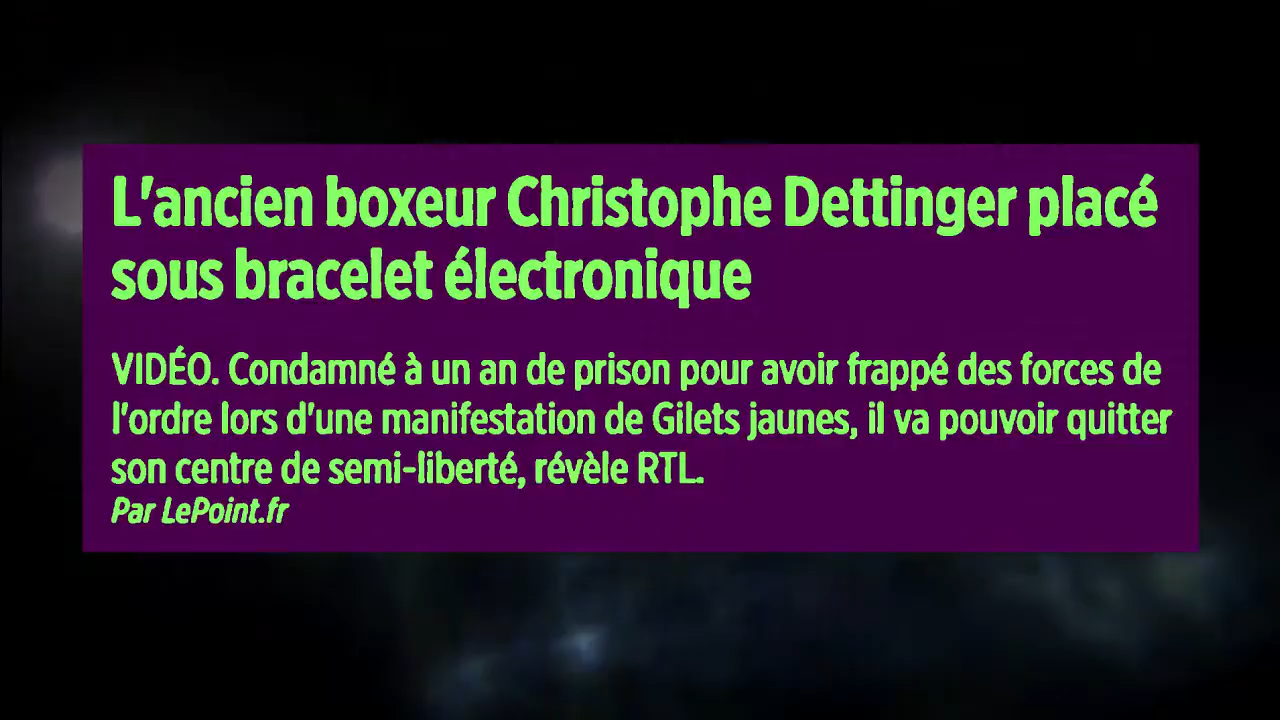 L'ancien boxeur Christophe Dettinger placé
sous bracelet électronique
VIDÉO. Condamné à un an de prison pour avoir frappé des forces de
l'ordre lors d'une manifestation de Gilets jaunes, il va pouvoir quitter
son centre de semi-liberté, révèle RTL.
Par LePoint.fr